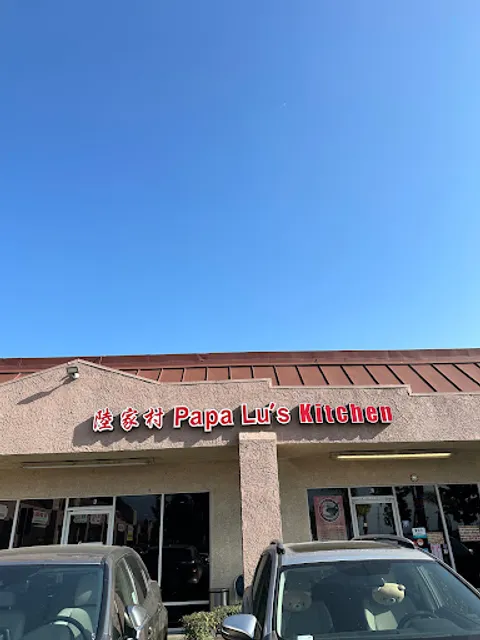 陸家村 Papa Lu's Kitchen